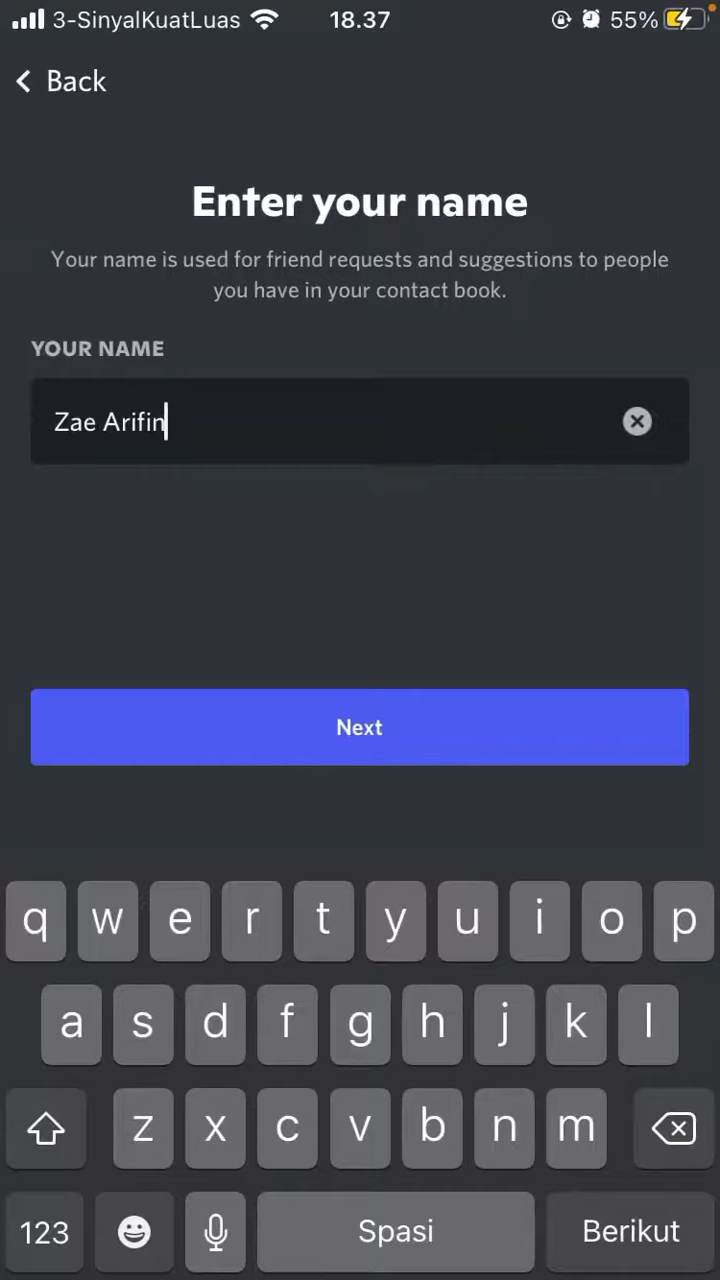 3-SinyalKuatLuas 18.37 55%
Back
Enter your name
Your name is used for friend requests and suggestions to people
you have in your contact book.
YOUR NAME
Zae Arifin
Next
q w e r t y u i o p
a s d f g h j k l
z x c v b n m
123 Spasi Berikut